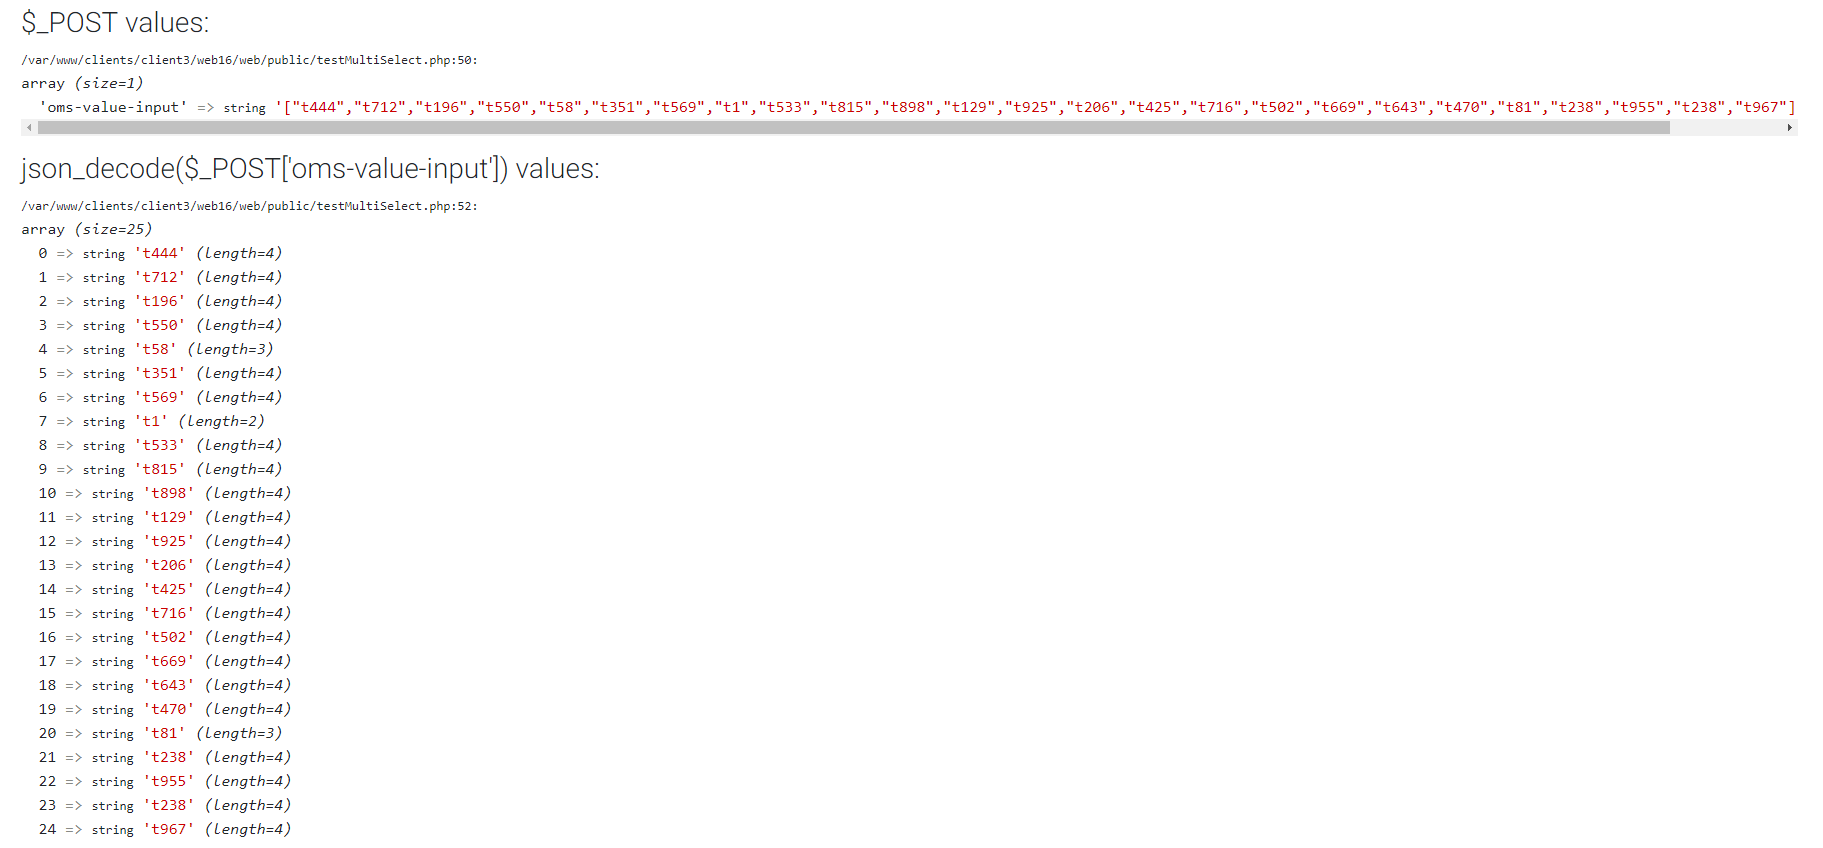 $_POST values:
/var/www/clients/client3/web16/web/public/testMultiSelect.php:50:
array (size=1)
'oms-value-input' => string '["t444","t712","t196","t550","t58","t351","t569","t1","t533","t815","t898","t129","t925","t206","t425","t716","t502","t669","t643","t470","t81","t238","t955","t238","t967"]
json_decode($_POST['oms-value-input']) values:
/var/www/clients/client3/web16/web/public/testMultiSelect.php:52:
array (size=25)
0 => string 't444' (length=4)
1 => string 't712' (length=4)
2 => string 't196' (length=4)
3 => string 't550' (length=4)
4 => string 't58' (length=3)
5 => string 't351' (length=4)
6 => string 't569' (length=4)
7 => string 't1' (length=2)
8 => string 't533' (length=4)
9 => string 't815' (length=4)
10 => string 't898' (length=4)
11 => string 't129' (length=4)
12 => string 't925' (length=4)
13 => string 't206' (length=4)
14 => string 't425' (length=4)
15 => string 't716' (length=4)
16 => string 't502' (length=4)
17 => string 't669' (length=4)
18 => string 't643' (length=4)
19 => string 't470' (length=4)
20 => string 't81' (length=3)
21 => string 't238' (length=4)
22 => string 't955' (length=4)
23 => string 't238' (length=4)
24 => string 't967' (length=4)